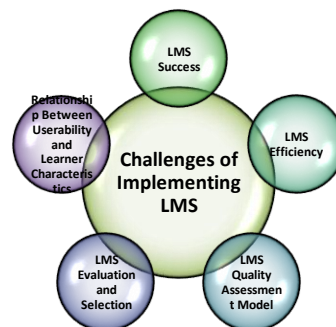 LMS
Success
LMS
Efficiency
LMS
Quality
Assessmen
t Model
LMS
Evaluation
and
Selection
Relationshi
p Between
Userability
and
Learner
Characteris
tics
Challenges of
Implementing
LMS